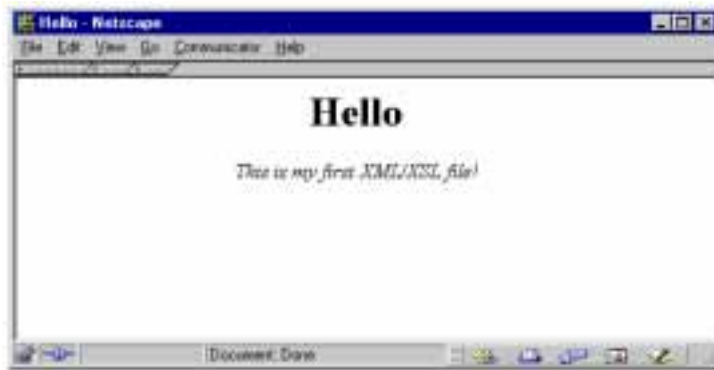 Hello - Netscape
File Edit View Go Communicator Help
Hello
This is my first XML/XSL file!
Document: Done